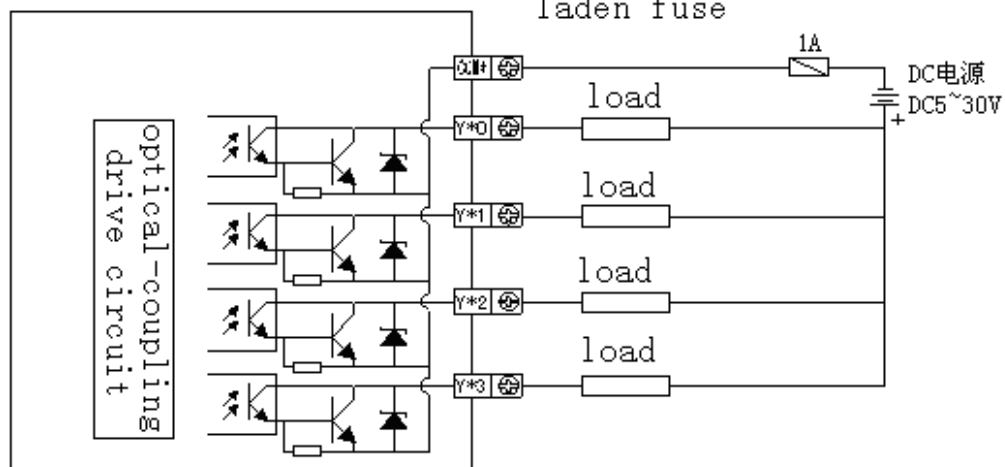 laden fuse
1A
COM*
DC电源
DC5~30V
+
load
Y*0
optical-coupling
drive circuit
load
Y*1
load
Y*2
load
Y*3